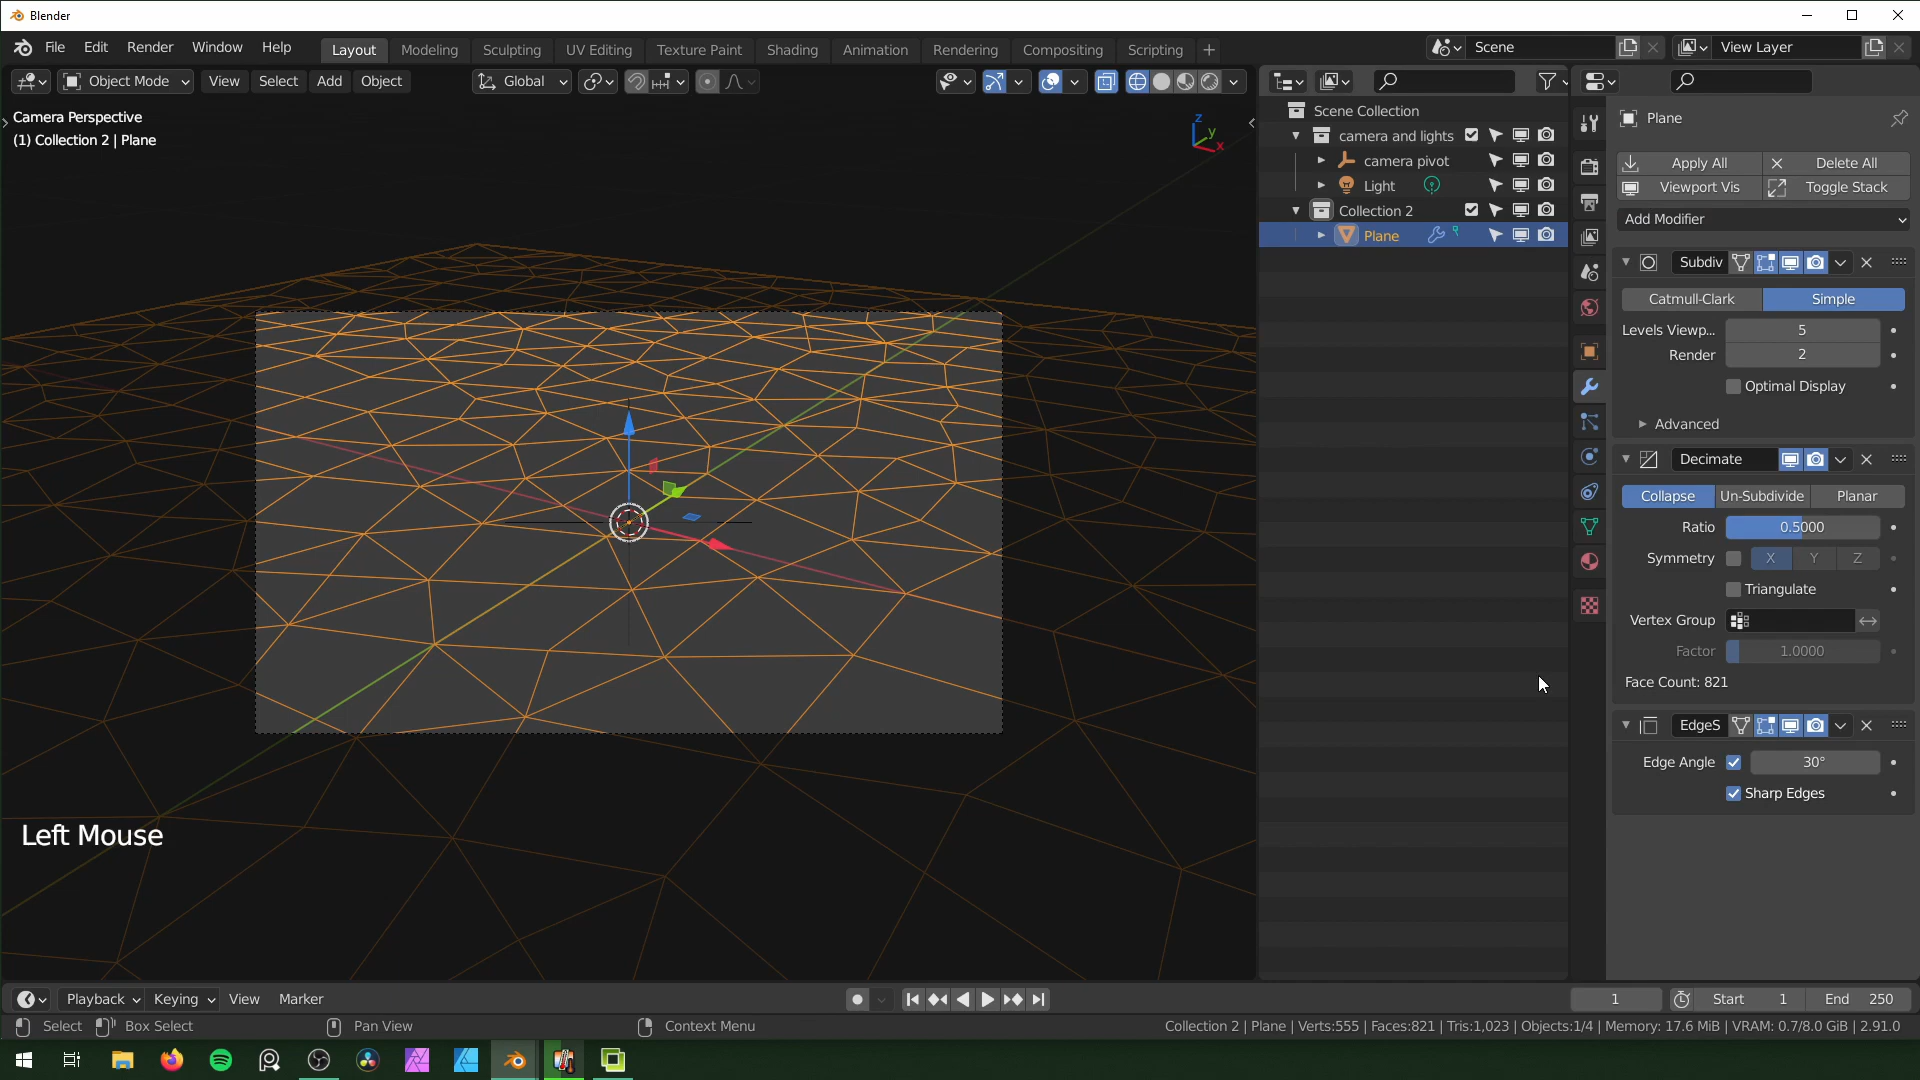 Blender
File Edit Render Window Help Layout Modeling Sculpting UV Editing Texture Paint Shading Animation Rendering Compositing Scripting + Scene View Layer
Object Mode View Select Add Object Global
Camera Perspective
(1) Collection 2 | Plane
Z
Y
X
Scene Collection
camera and lights
camera pivot
Light
Collection 2
Plane
Plane
Apply All Delete All
Viewport Vis Toggle Stack
Add Modifier
Subdiv
Catmull-Clark Simple
Levels Viewp... 5
Render 2
Optimal Display
Advanced
Decimate
Collapse Un-Subdivide Planar
Ratio 0.5000
Symmetry X Y Z
Triangulate
Vertex Group
Factor 1.0000
Face Count: 821
EdgeS
Edge Angle 30°
Sharp Edges
Left Mouse
Playback Keying View Marker 1 Start 1 End 250
Select Box Select Pan View Context Menu Collection 2 | Plane | Verts:555 | Faces:821 | Tris:1,023 | Objects:1/4 | Memory: 17.6 MiB | VRAM: 0.7/8.0 GiB | 2.91.0